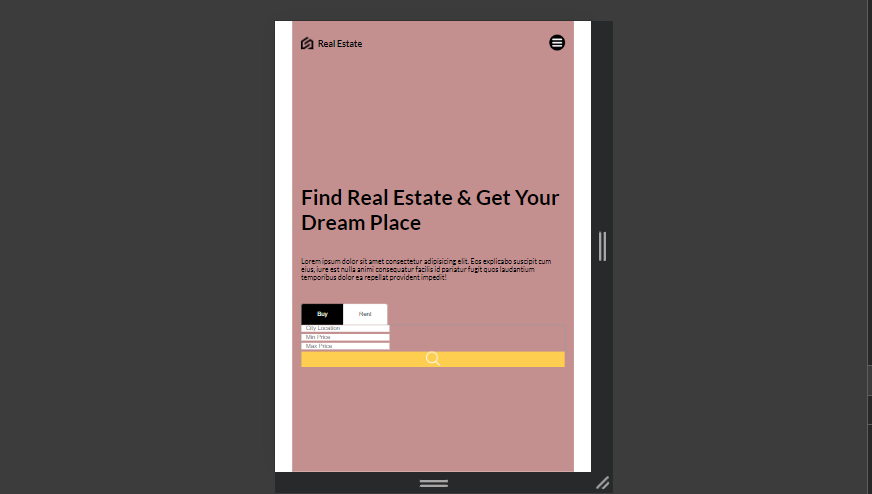 Real Estate
Find Real Estate & Get Your
Dream Place
Lorem ipsum dolor sit amet consectetur adipisicing elit. Eos explicabo suscipit cum
eius, iure est nulla animi consequatur facilis id pariatur fugit quos laudantium
temporibus dolor ea repellat provident impedit!
Buy Rent
City Location
Min Price
Max Price